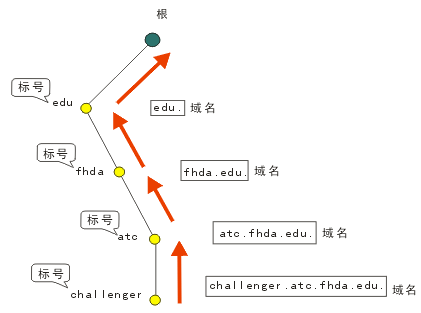 根
标号
edu
edu. 域名
标号
fhda
fhda.edu. 域名
标号
atc
atc.fhda.edu. 域名
标号
challenger
challenger.atc.fhda.edu. 域名